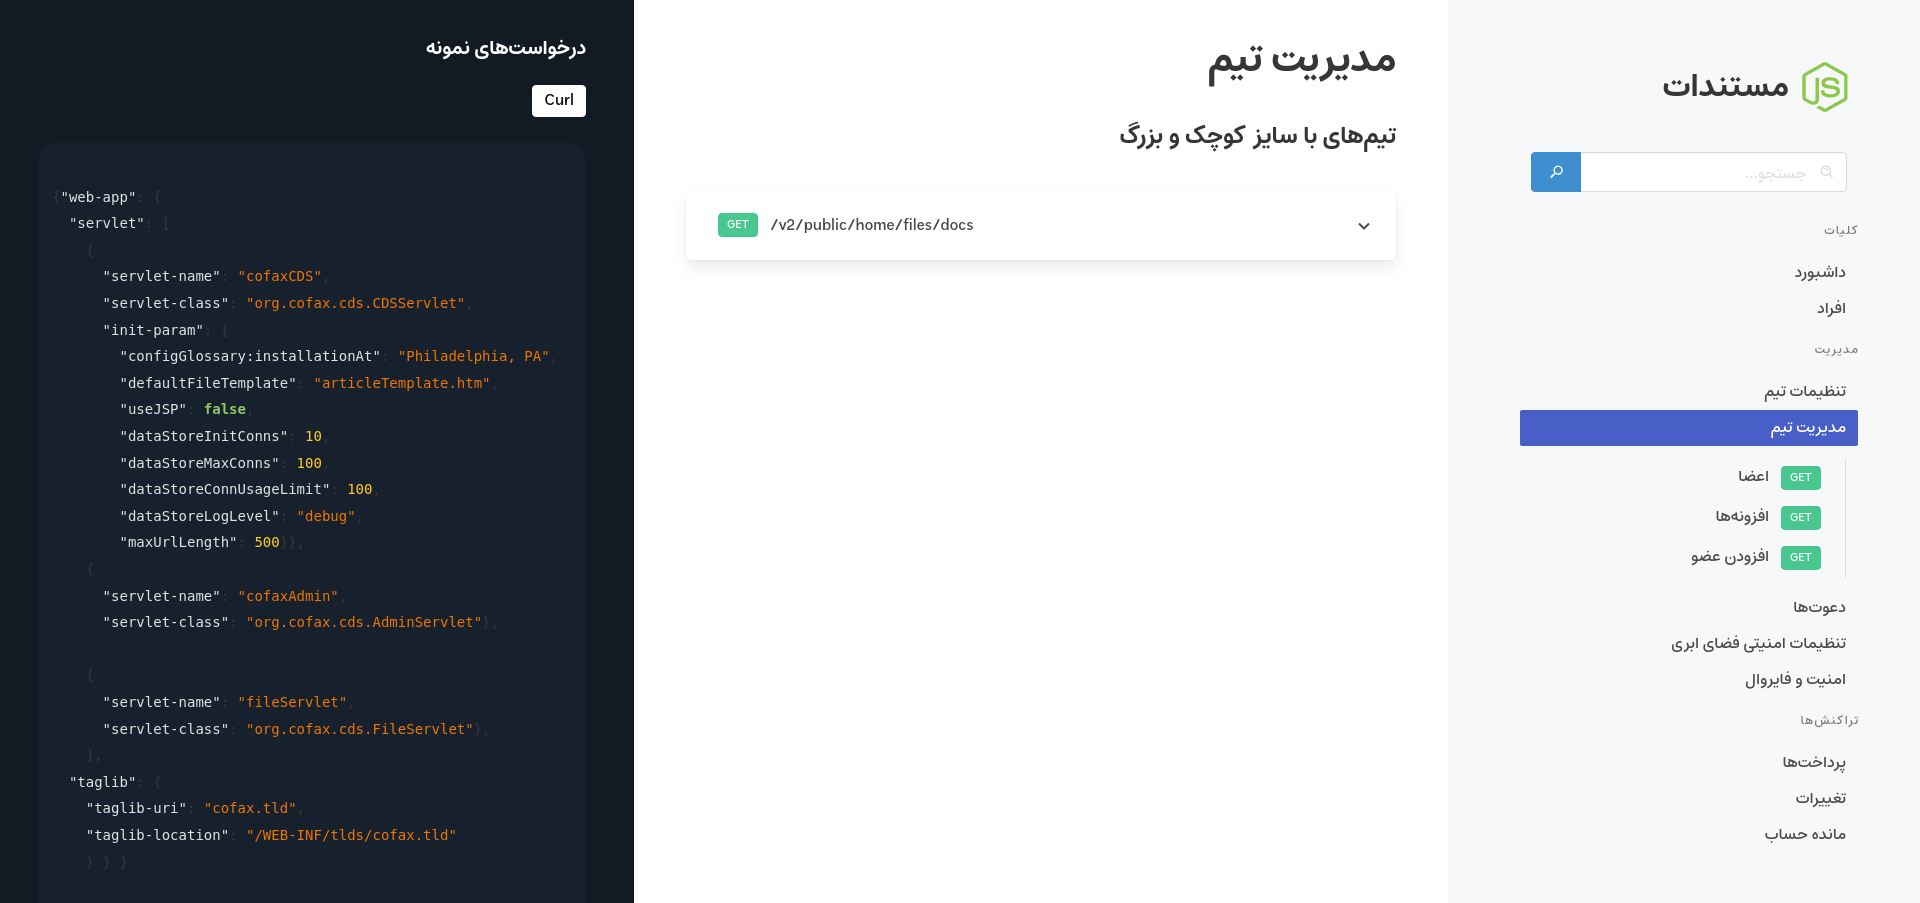 JS
مستندات
جستجو...
کلیات
داشبورد
افراد
مدیریت
تنظیمات تیم
مدیریت تیم
GET اعضا
GET افزونه‌ها
GET افزودن عضو
دعوت‌ها
تنظیمات امنیتی فضای ابری
امنیت و فایروال
تراکنش‌ها
پرداخت‌ها
تغییرات
مانده حساب
مدیریت تیم
تیم‌های با سایز کوچک و بزرگ
GET /v2/public/home/files/docs
درخواست‌های نمونه
Curl
{"web-app": {
  "servlet": [
    {
      "servlet-name": "cofaxCDS",
      "servlet-class": "org.cofax.cds.CDSServlet",
      "init-param": {
        "configGlossary:installationAt": "Philadelphia, PA",
        "defaultFileTemplate": "articleTemplate.htm",
        "useJSP": false,
        "dataStoreInitConns": 10,
        "dataStoreMaxConns": 100,
        "dataStoreConnUsageLimit": 100,
        "dataStoreLogLevel": "debug",
        "maxUrlLength": 500}},
    {
      "servlet-name": "cofaxAdmin",
      "servlet-class": "org.cofax.cds.AdminServlet"},
    {
      "servlet-name": "fileServlet",
      "servlet-class": "org.cofax.cds.FileServlet"},
    ],
  "taglib": {
    "taglib-uri": "cofax.tld",
    "taglib-location": "/WEB-INF/tlds/cofax.tld"
    } } }